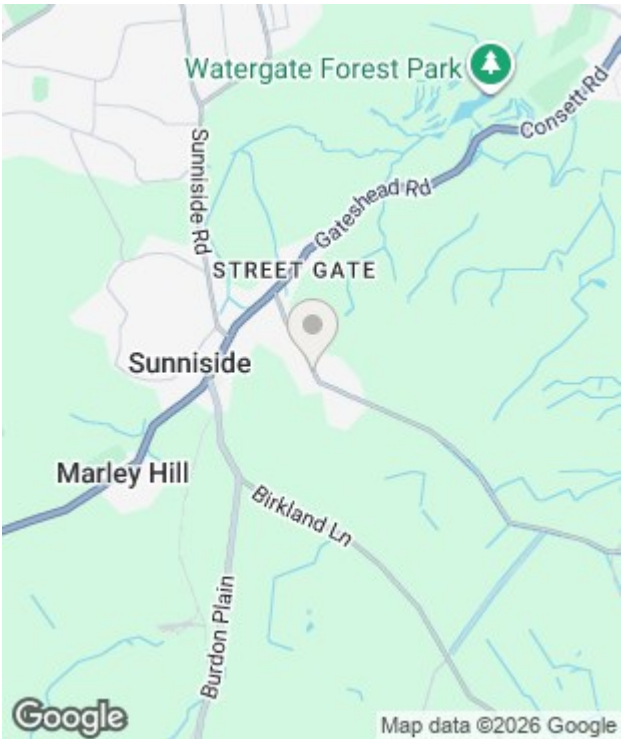 Watergate Forest Park
Consett Rd
Sunniside Rd
Gateshead Rd
STREET GATE
Sunniside
Marley Hill
Birkland Ln
Burdon Plain
Google
Map data ©2026 Google